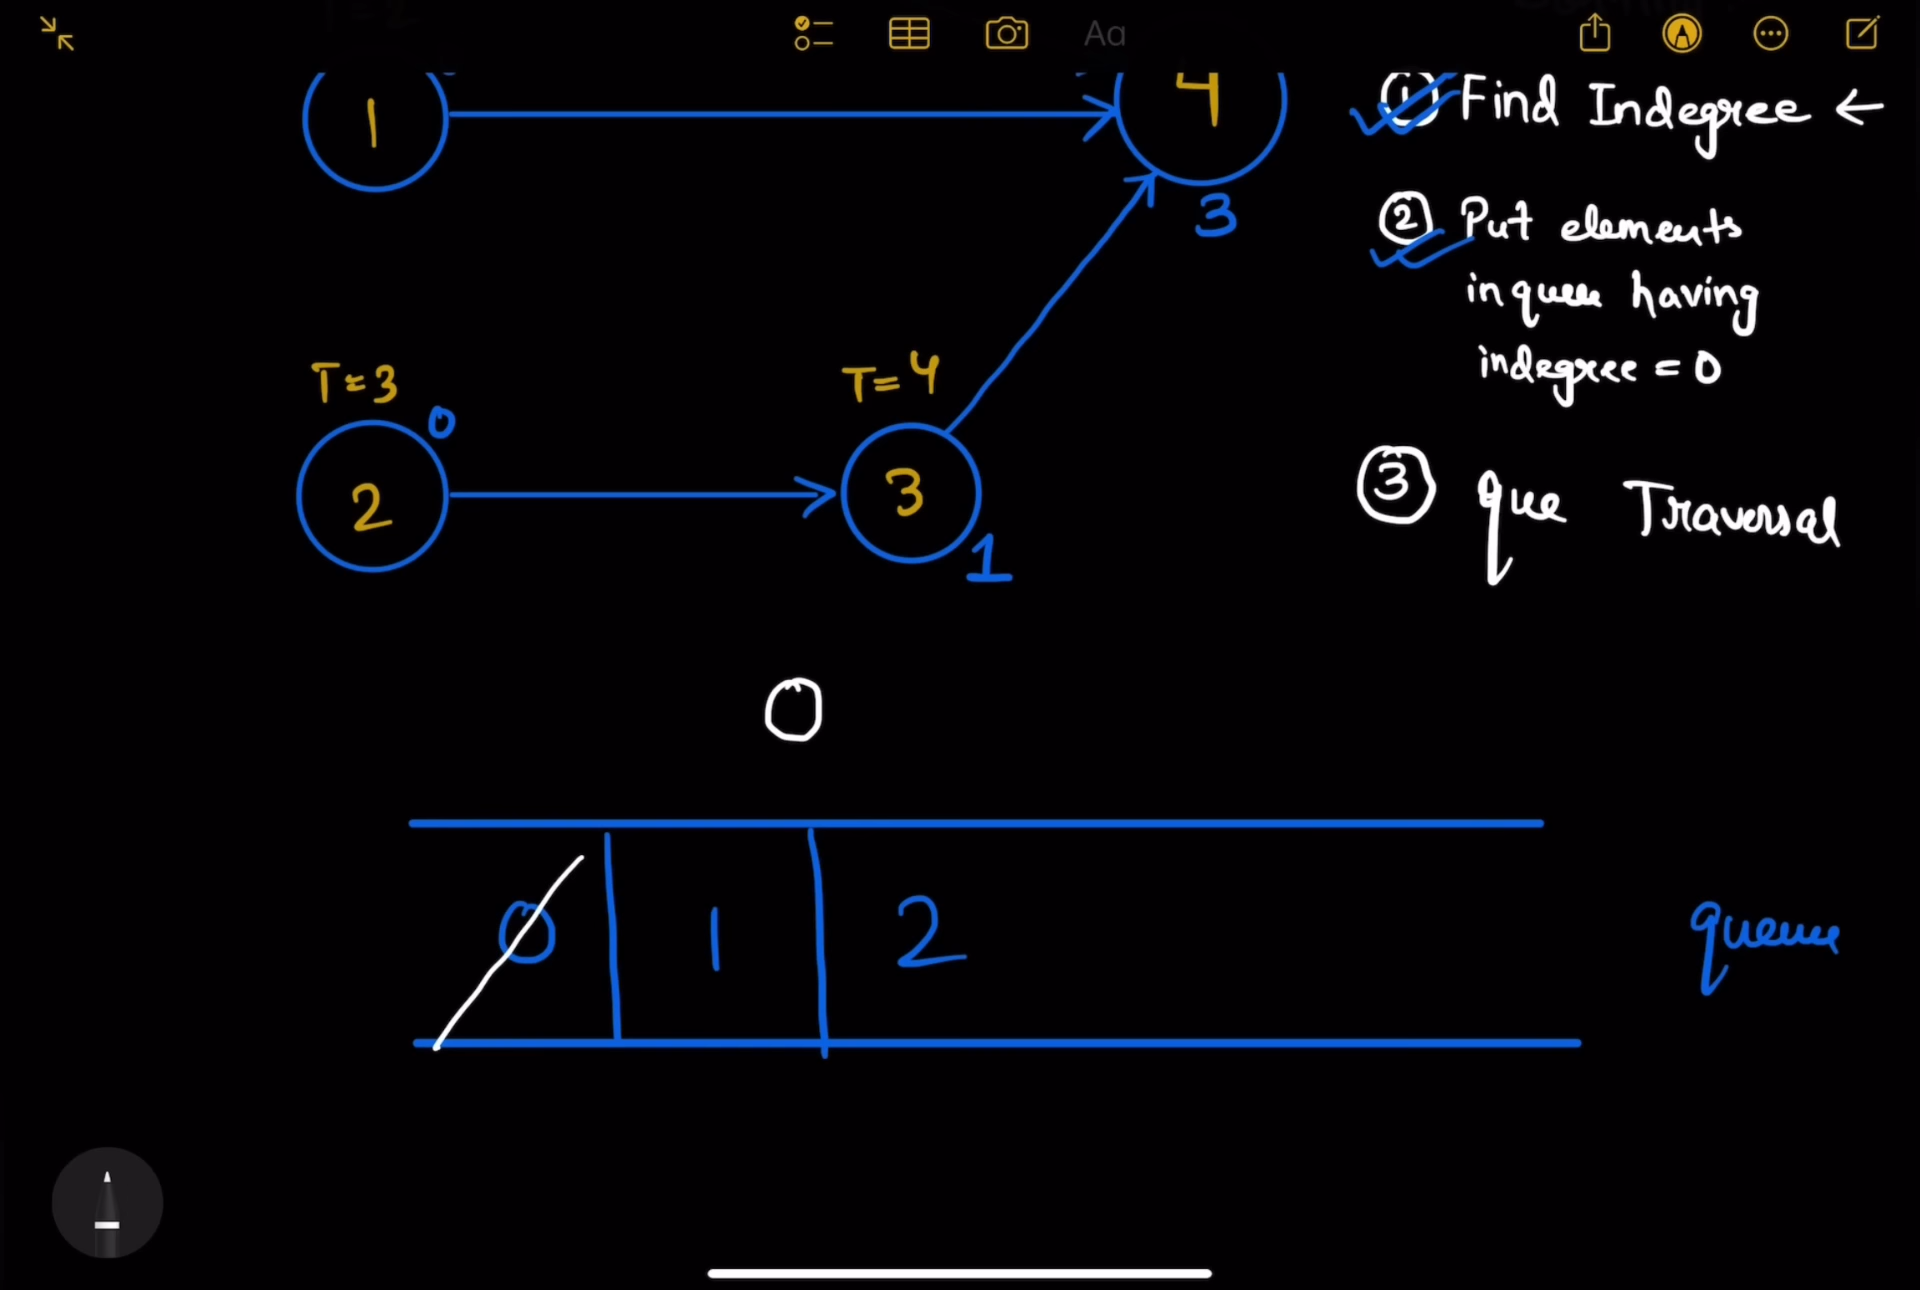 Aa
1
4
3
① Find Indegree ←
② Put elements
in queue having
indegree = 0
③ que Traversal
T=3
0
2
T=4
3
1
0
0 1 2
queue